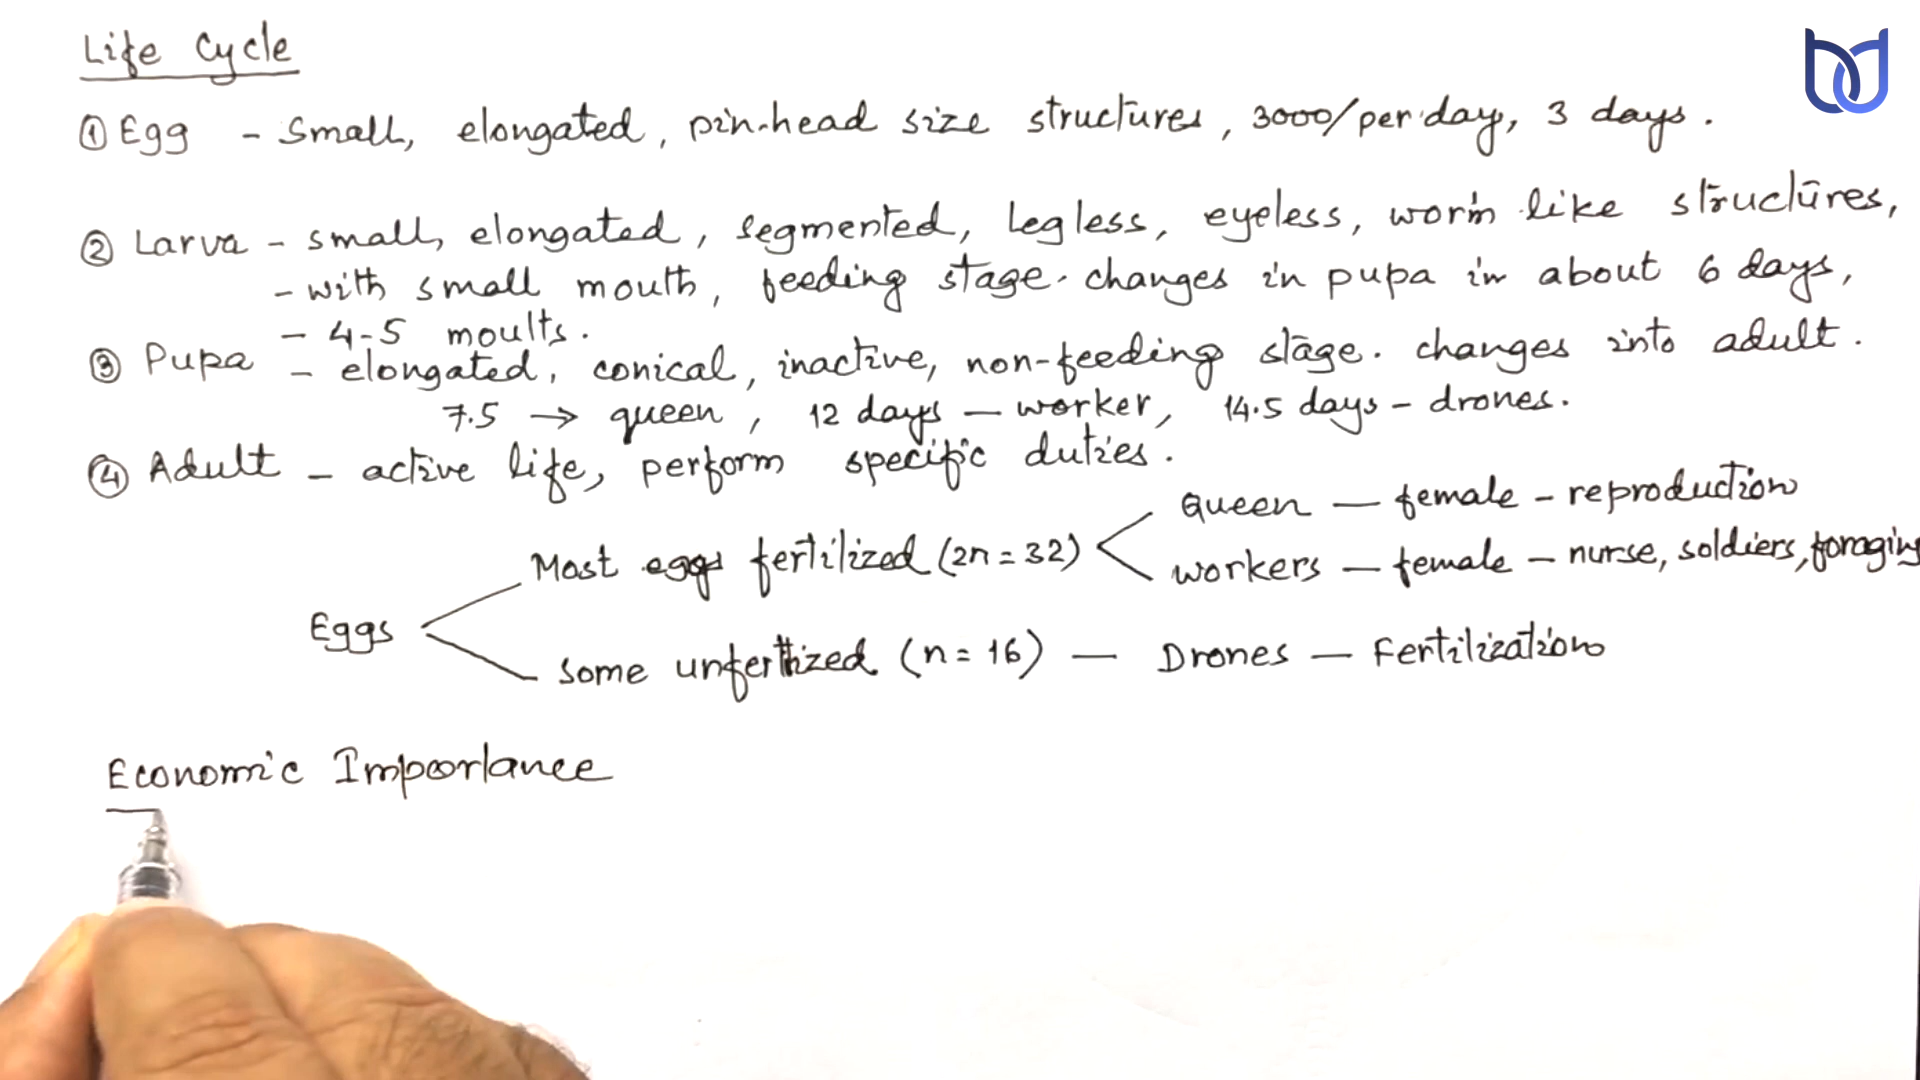 Life Cycle
① Egg - Small, elongated, pin-head size structures, 3000/per day, 3 days.
② Larva - small, elongated, segmented, legless, eyeless, worm like structures,
- with small mouth, feeding stage. changes in pupa in about 6 days,
- 4-5 moults.
③ Pupa - elongated, conical, inactive, non-feeding stage. changes into adult.
7.5 → queen, 12 days - worker, 14.5 days - drones.
④ Adult - active life, perform specific duties.
Queen - female - reproduction
Most eggs fertilized (2n = 32)
workers - female - nurse, soldiers, foraging
Eggs
Some unfertilized (n = 16) - Drones - Fertilization
Economic Importance